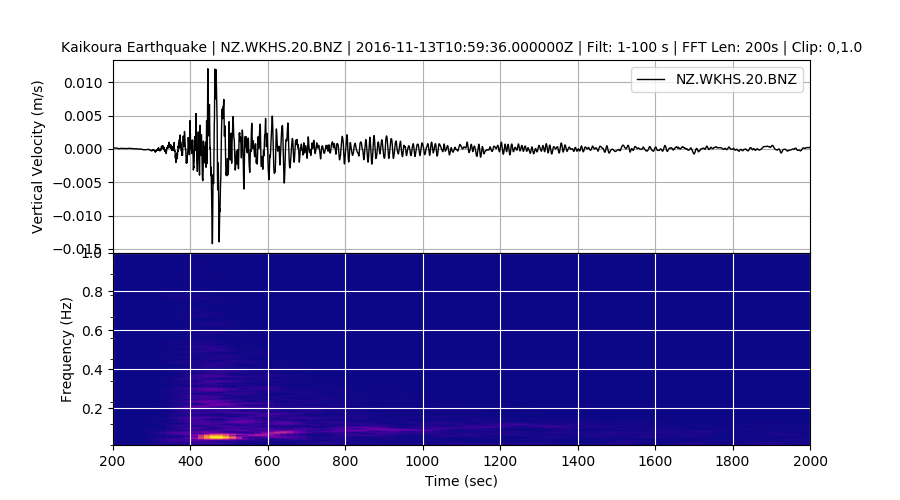 Kaikoura Earthquake | NZ.WKHS.20.BNZ | 2016-11-13T10:59:36.000000Z | Filt: 1-100 s | FFT Len: 200s | Clip: 0,1.0
NZ.WKHS.20.BNZ
Vertical Velocity (m/s)
0.010
0.005
0.000
−0.005
−0.010
−0.015
1.0
0.8
0.6
0.4
0.2
Frequency (Hz)
200 400 600 800 1000 1200 1400 1600 1800 2000
Time (sec)